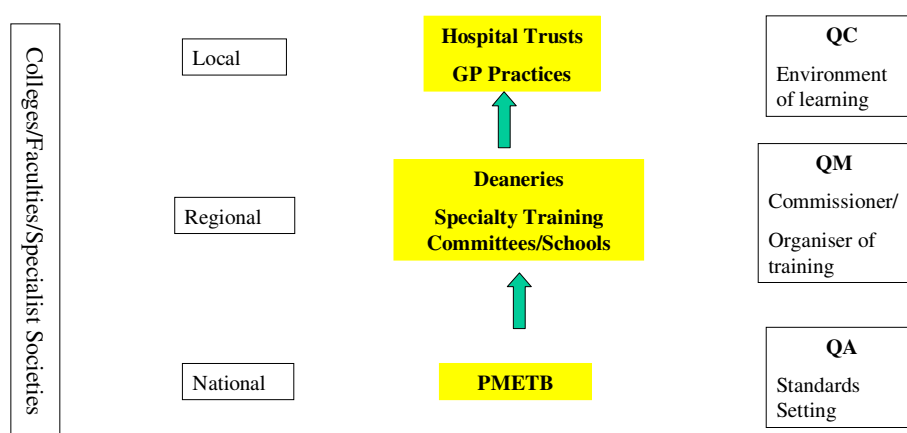 Colleges/Faculties/Specialist Societies
Local
Hospital Trusts
GP Practices
QC
Environment
of learning
Regional
Deaneries
Specialty Training
Committees/Schools
QM
Commissioner/
Organiser of
training
National
PMETB
QA
Standards
Setting